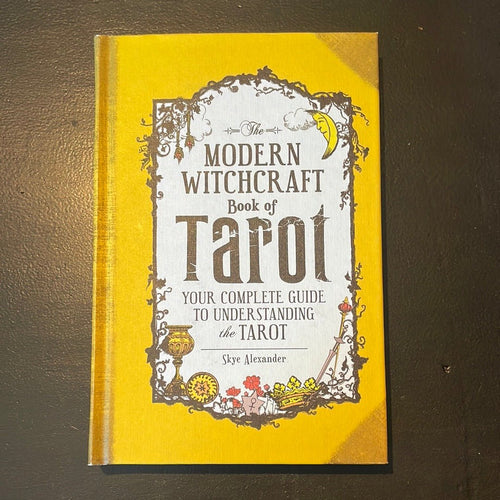 The
MODERN
WITCHCRAFT
Book of
Tarot
YOUR COMPLETE GUIDE
TO UNDERSTANDING
the TAROT
Skye Alexander